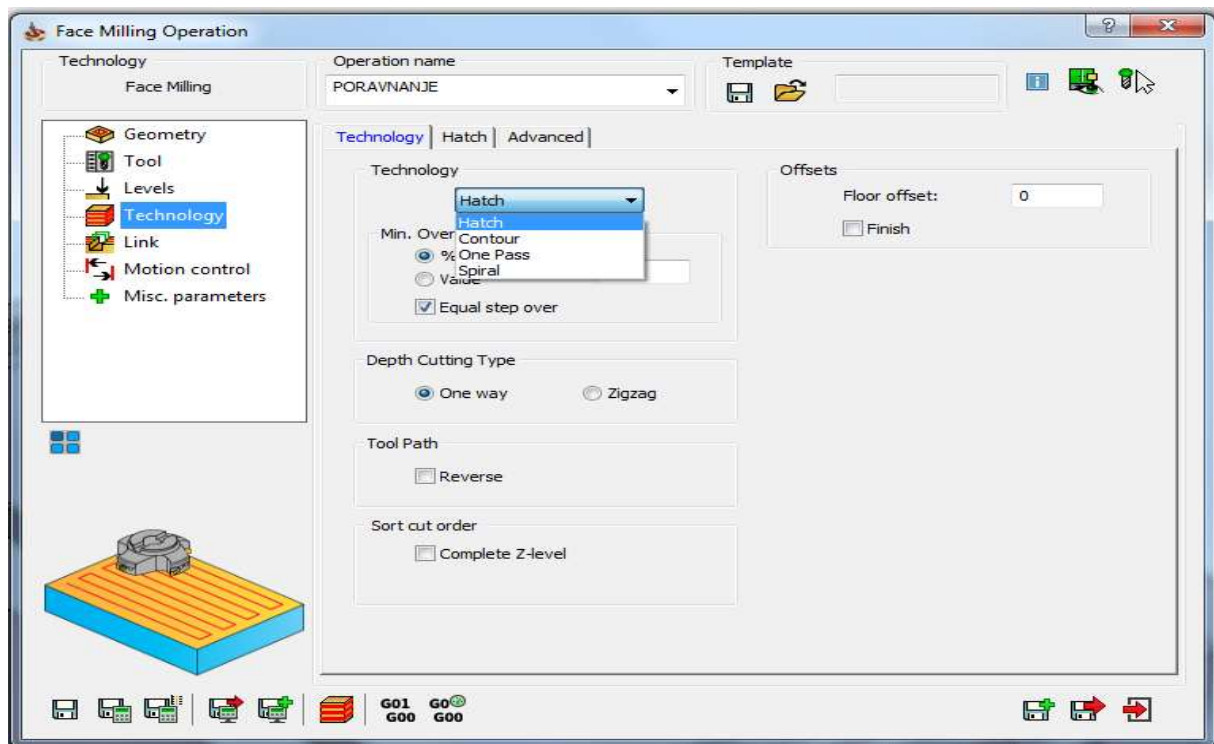 Face Milling Operation
Technology
Face Milling
Operation name
PORAVNANJE
Template
Geometry
Tool
Levels
Technology
Link
Motion control
Misc. parameters
Technology Hatch Advanced
Technology
Hatch
Hatch
Contour
One Pass
Spiral
Min. Over
%
Value
Equal step over
Offsets
Floor offset: 0
Finish
Depth Cutting Type
One way Zigzag
Tool Path
Reverse
Sort cut order
Complete Z-level
G01 G0
G00 G00